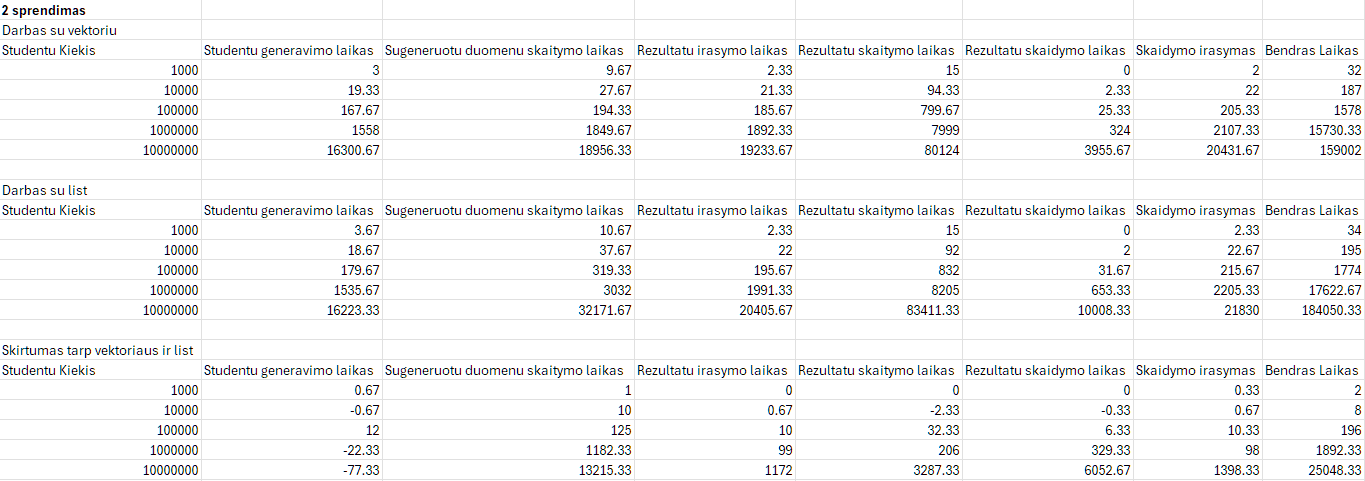 2 sprendimas
Darbas su vektoriu
Studentu Kiekis Studentu generavimo laikas Sugeneruotu duomenu skaitymo laikas Rezultatu irasymo laikas Rezultatu skaitymo laikas Rezultatu skaidymo laikas Skaidymo irasymas Bendras Laikas
1000 3 9.67 2.33 15 0 2 32
10000 19.33 27.67 21.33 94.33 2.33 22 187
100000 167.67 194.33 185.67 799.67 25.33 205.33 1578
1000000 1558 1849.67 1892.33 7999 324 2107.33 15730.33
10000000 16300.67 18956.33 19233.67 80124 3955.67 20431.67 159002
Darbas su list
Studentu Kiekis Studentu generavimo laikas Sugeneruotu duomenu skaitymo laikas Rezultatu irasymo laikas Rezultatu skaitymo laikas Rezultatu skaidymo laikas Skaidymo irasymas Bendras Laikas
1000 3.67 10.67 2.33 15 0 2.33 34
10000 18.67 37.67 22 92 2 22.67 195
100000 179.67 319.33 195.67 832 31.67 215.67 1774
1000000 1535.67 3032 1991.33 8205 653.33 2205.33 17622.67
10000000 16223.33 32171.67 20405.67 83411.33 10008.33 21830 184050.33
Skirtumas tarp vektoriaus ir list
Studentu Kiekis Studentu generavimo laikas Sugeneruotu duomenu skaitymo laikas Rezultatu irasymo laikas Rezultatu skaitymo laikas Rezultatu skaidymo laikas Skaidymo irasymas Bendras Laikas
1000 0.67 1 0 0 0 0.33 2
10000 -0.67 10 0.67 -2.33 -0.33 0.67 8
100000 12 125 10 32.33 6.33 10.33 196
1000000 -22.33 1182.33 99 206 329.33 98 1892.33
10000000 -77.33 13215.33 1172 3287.33 6052.67 1398.33 25048.33